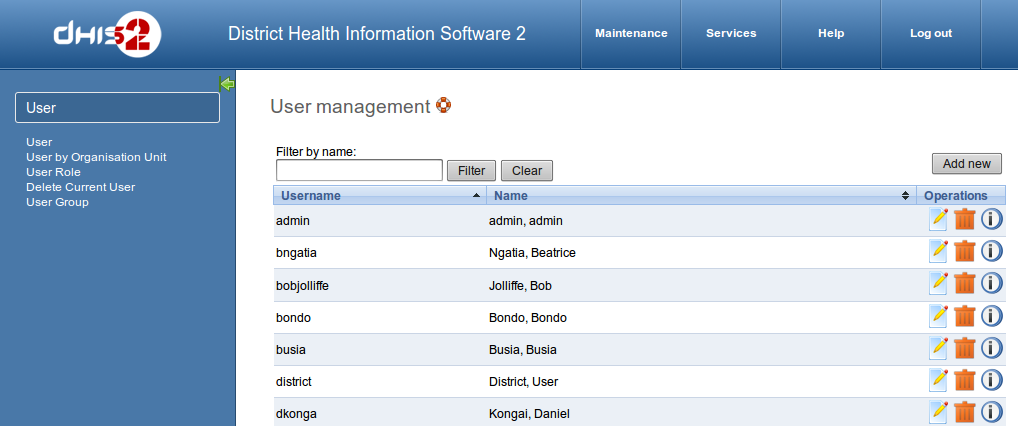 dhis2
District Health Information Software 2
Maintenance
Services
Help
Log out
User
User
User by Organisation Unit
User Role
Delete Current User
User Group
User management
Filter by name:
Filter
Clear
Add new
Username Name Operations
admin admin, admin
bngatia Ngatia, Beatrice
bobjolliffe Jolliffe, Bob
bondo Bondo, Bondo
busia Busia, Busia
district District, User
dkonga Kongai, Daniel